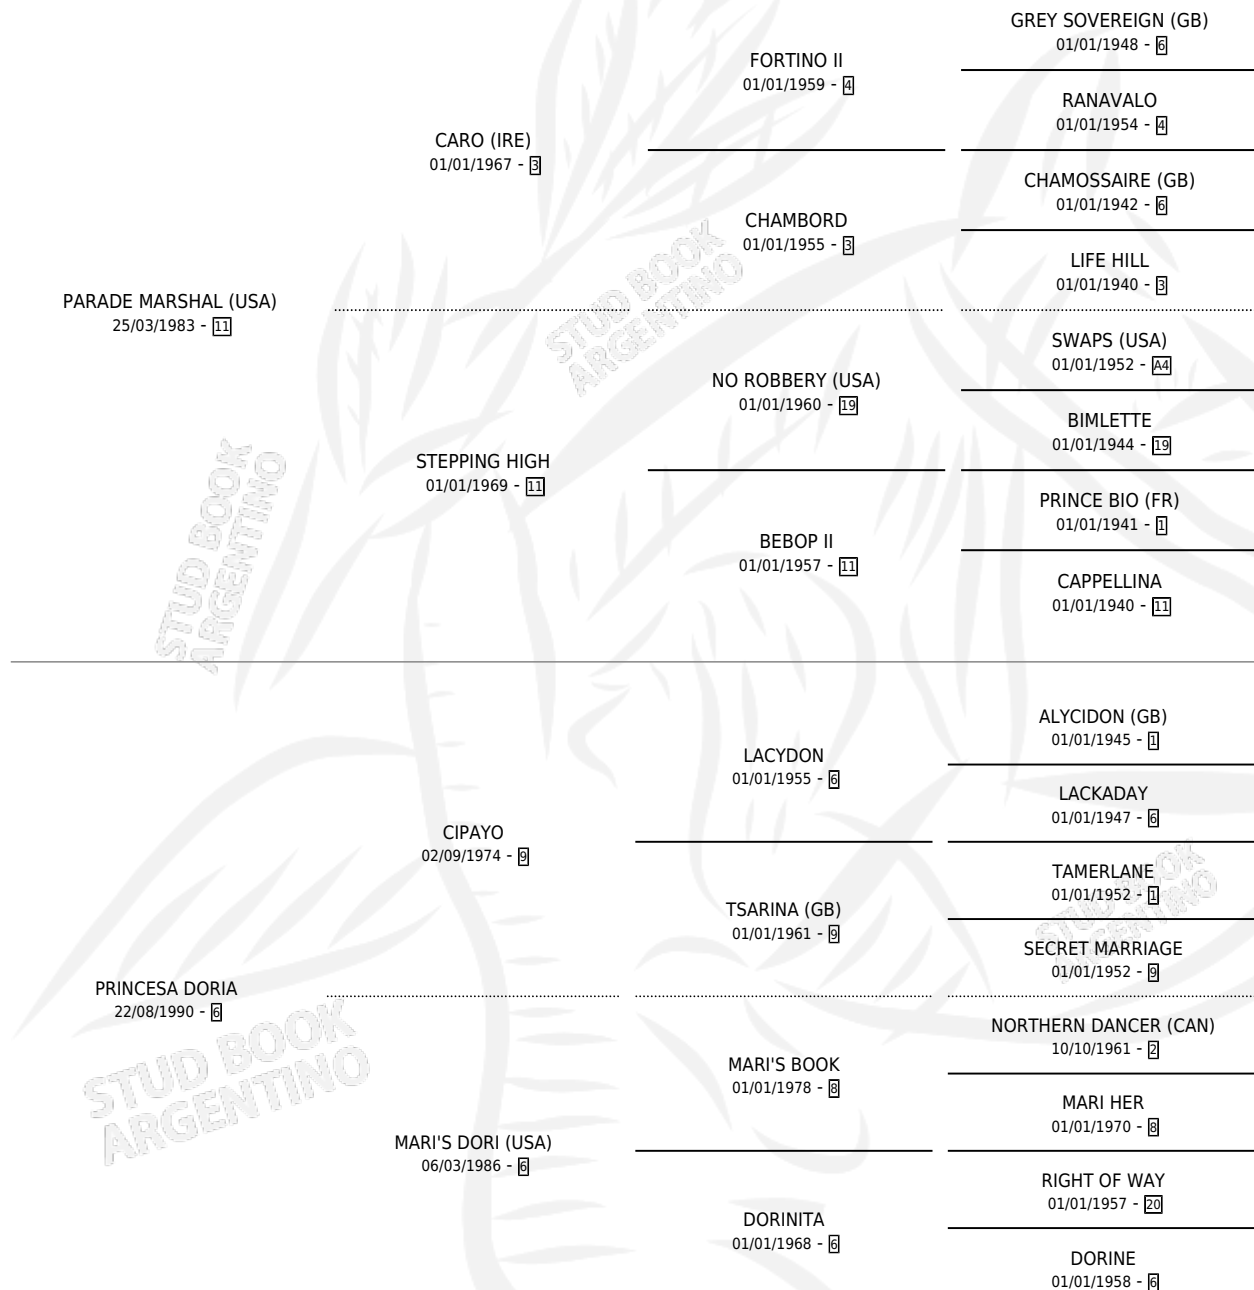 GREY SOVEREIGN (GB)
01/01/1948 - 6
FORTINO II
01/01/1959 - 4
RANAVALO
01/01/1954 - 4
CARO (IRE)
01/01/1967 - 3
CHAMOSSAIRE (GB)
01/01/1942 - 6
CHAMBORD
01/01/1955 - 3
LIFE HILL
01/01/1940 - 3
PARADE MARSHAL (USA)
25/03/1983 - 11
SWAPS (USA)
01/01/1952 - A4
NO ROBBERY (USA)
01/01/1960 - 19
BIMLETTE
01/01/1944 - 19
STEPPING HIGH
01/01/1969 - 11
PRINCE BIO (FR)
01/01/1941 - 1
BEBOP II
01/01/1957 - 11
CAPPELLINA
01/01/1940 - 11
STUD BOOK
ARGENTINO
STUD BOOK
ARGENTINO
ALYCIDON (GB)
01/01/1945 - 1
LACYDON
01/01/1955 - 6
LACKADAY
01/01/1947 - 6
CIPAYO
02/09/1974 - 9
TAMERLANE
01/01/1952 - 1
TSARINA (GB)
01/01/1961 - 9
SECRET MARRIAGE
01/01/1952 - 9
PRINCESA DORIA
22/08/1990 - 6
NORTHERN DANCER (CAN)
10/10/1961 - 2
MARI'S BOOK
01/01/1978 - 8
MARI HER
01/01/1970 - 8
MARI'S DORI (USA)
06/03/1986 - 6
RIGHT OF WAY
01/01/1957 - 20
DORINITA
01/01/1968 - 6
DORINE
01/01/1958 - 6
STUD BOOK
ARGENTINO
STUD BOOK
ARGENTINO